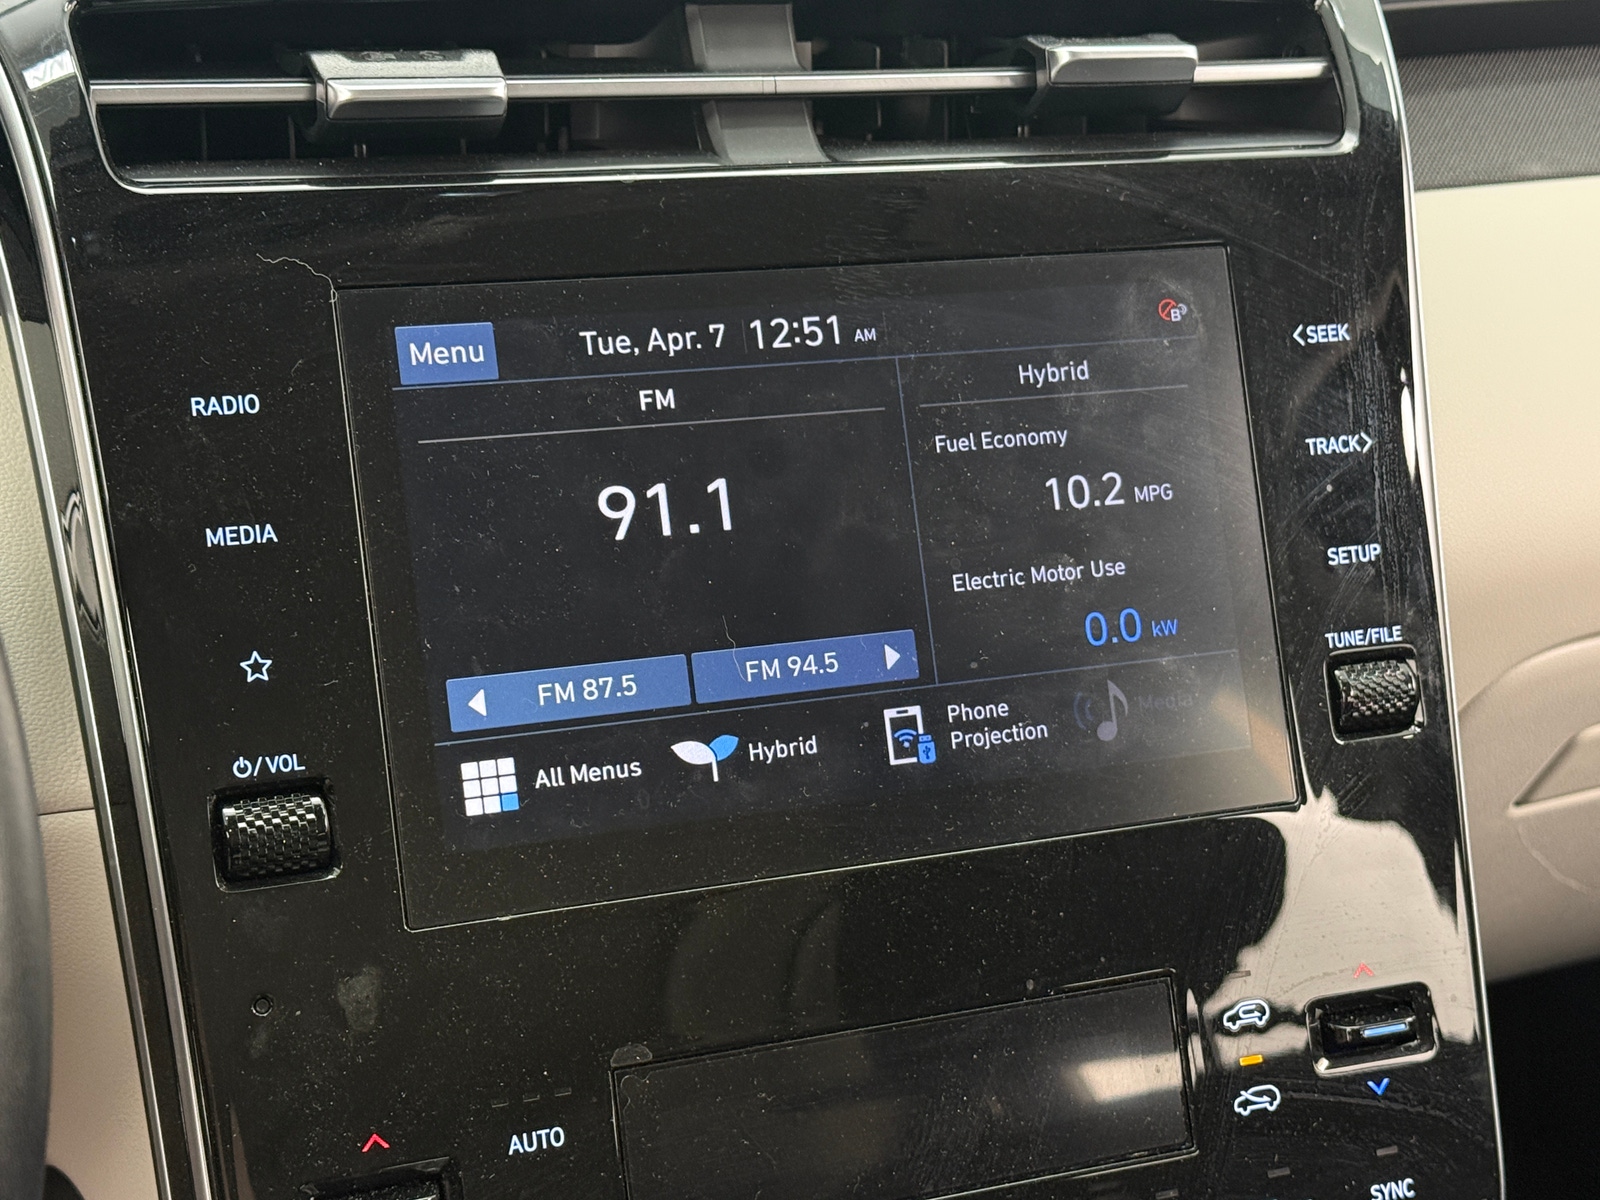 Menu
Tue, Apr. 7 12:51 AM
B
<SEEK
FM
Hybrid
RADIO
Fuel Economy
TRACK>
91.1
10.2 MPG
MEDIA
SETUP
Electric Motor Use
0.0 kW
TUNE/FILE
FM 87.5
FM 94.5
/VOL
All Menus
Hybrid
Phone
Projection
Media
AUTO
SYNC